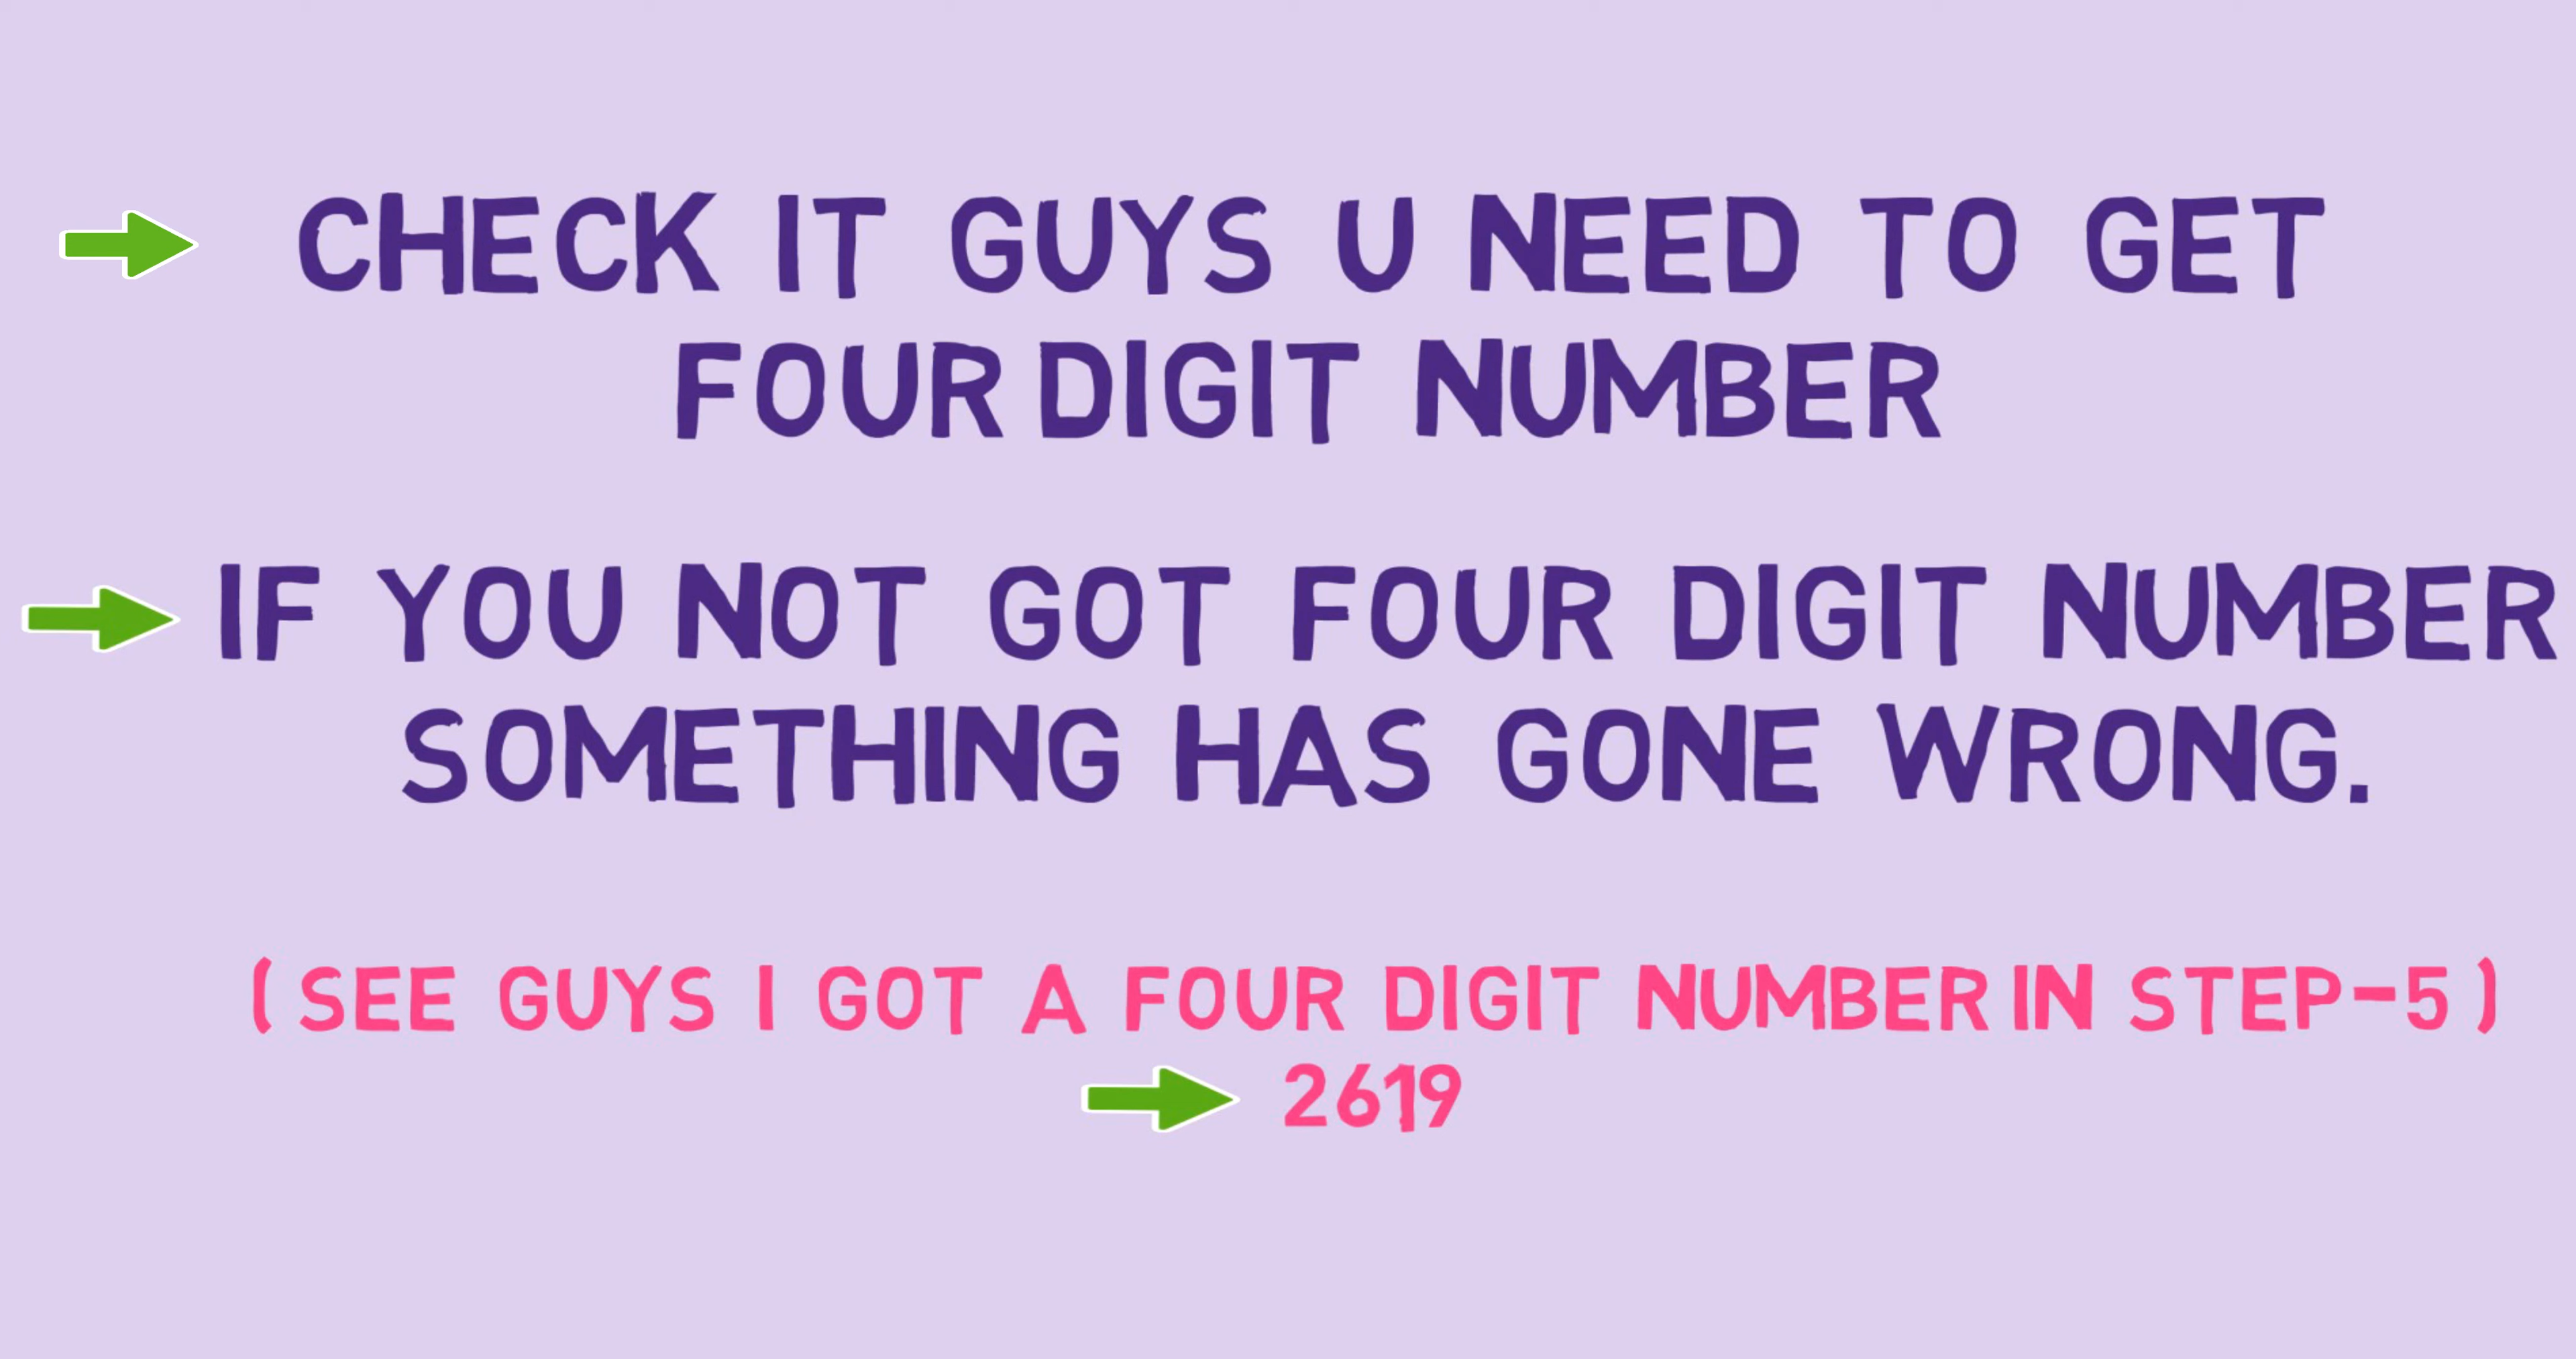 CHECK IT GUYS U NEED TO GET
FOUR DIGIT NUMBER
IF YOU NOT GOT FOUR DIGIT NUMBER
SOMETHING HAS GONE WRONG.
(SEE GUYS I GOT A FOUR DIGIT NUMBER IN STEP-5)
2619